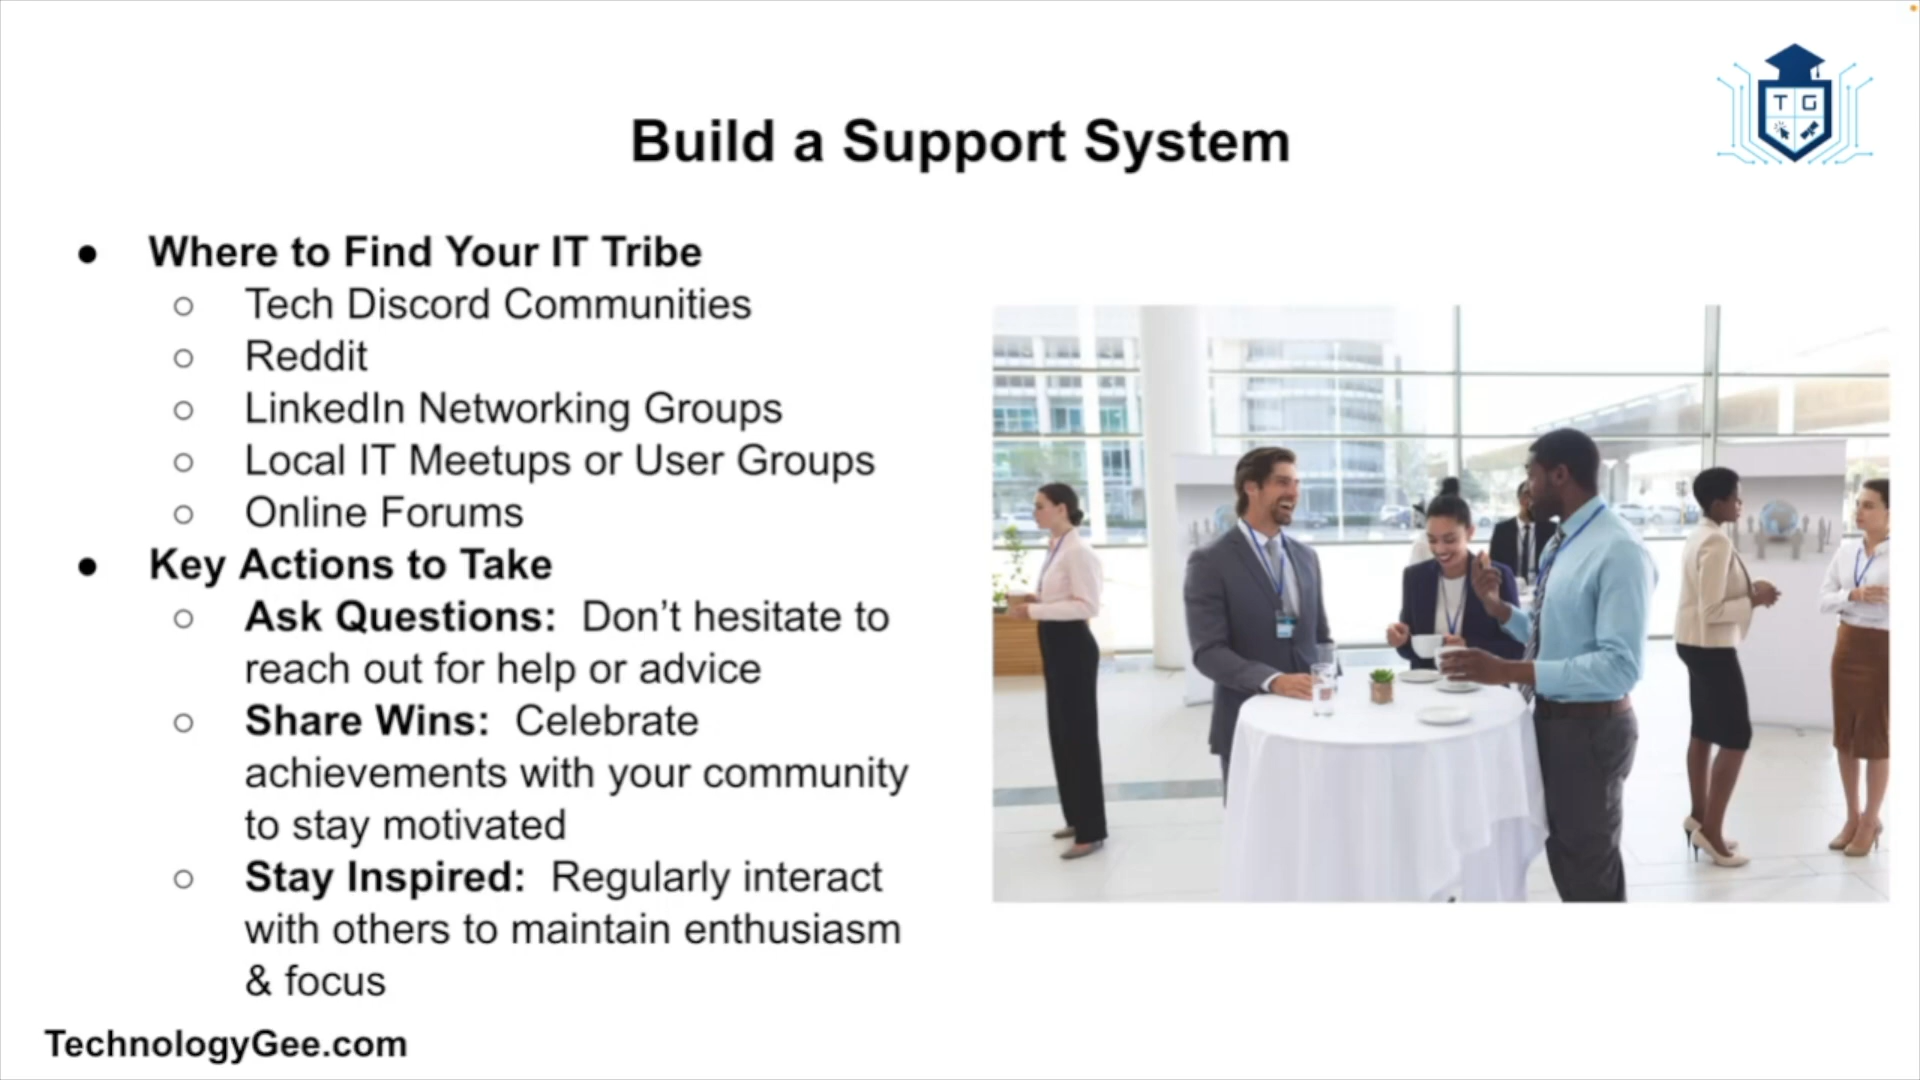 T G
Build a Support System
● Where to Find Your IT Tribe
○ Tech Discord Communities
○ Reddit
○ LinkedIn Networking Groups
○ Local IT Meetups or User Groups
○ Online Forums
● Key Actions to Take
○ Ask Questions: Don’t hesitate to
reach out for help or advice
○ Share Wins: Celebrate
achievements with your community
to stay motivated
○ Stay Inspired: Regularly interact
with others to maintain enthusiasm
& focus
TechnologyGee.com